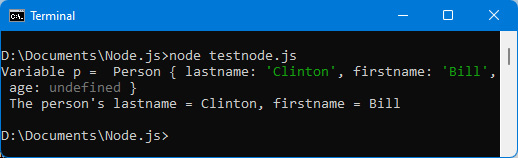 Terminal
D:\Documents\Node.js>node testnode.js
Variable p =  Person { lastname: 'Clinton', firstname: 'Bill',
 age: undefined }
 The person's lastname = Clinton, firstname = Bill
D:\Documents\Node.js>